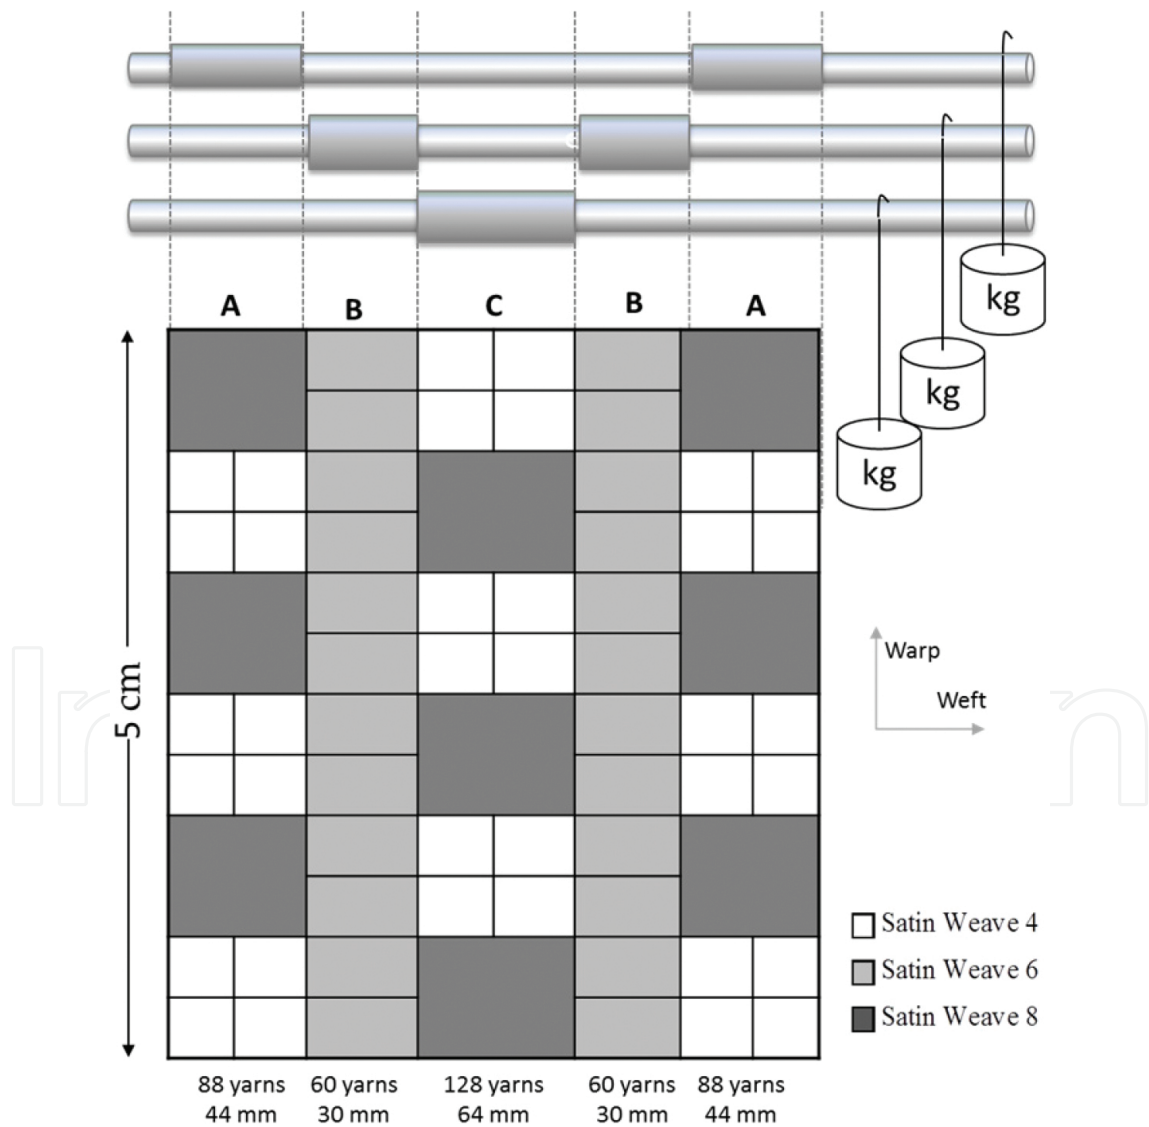 kg
kg
kg
A B C B A
5 cm
Warp
Weft
Satin Weave 4
Satin Weave 6
Satin Weave 8
88 yarns 60 yarns 128 yarns 60 yarns 88 yarns
44 mm 30 mm 64 mm 30 mm 44 mm